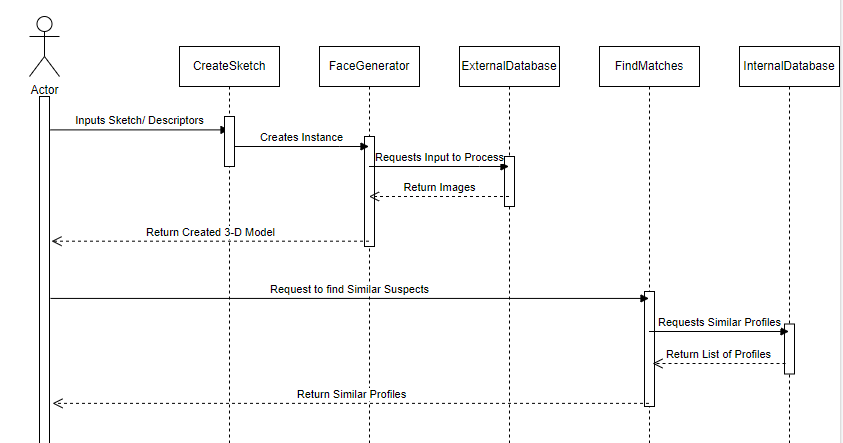 CreateSketch
FaceGenerator
ExternalDatabase
FindMatches
InternalDatabase
Actor
Inputs Sketch/ Descriptors
Creates Instance
Requests Input to Process
Return Images
Return Created 3-D Model
Request to find Similar Suspects
Requests Similar Profiles
Return List of Profiles
Return Similar Profiles